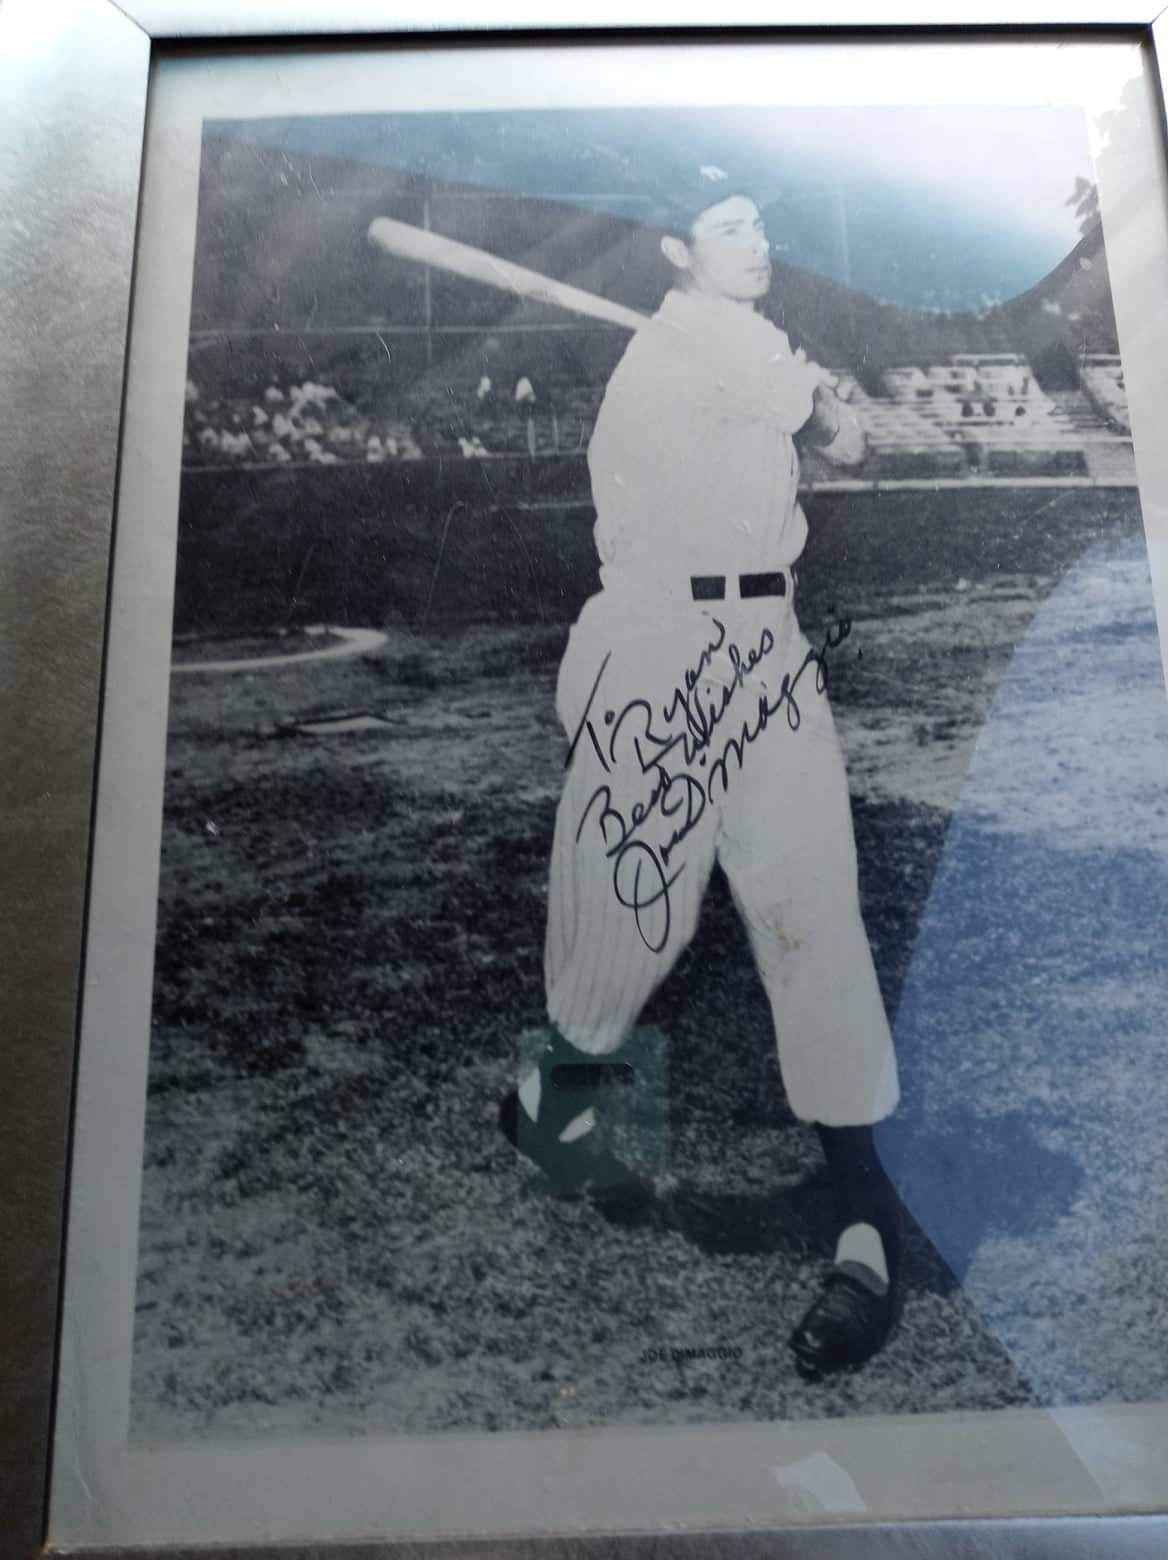 To Ryan
Best Wishes
Joe DiMaggio
JOE DIMAGGIO